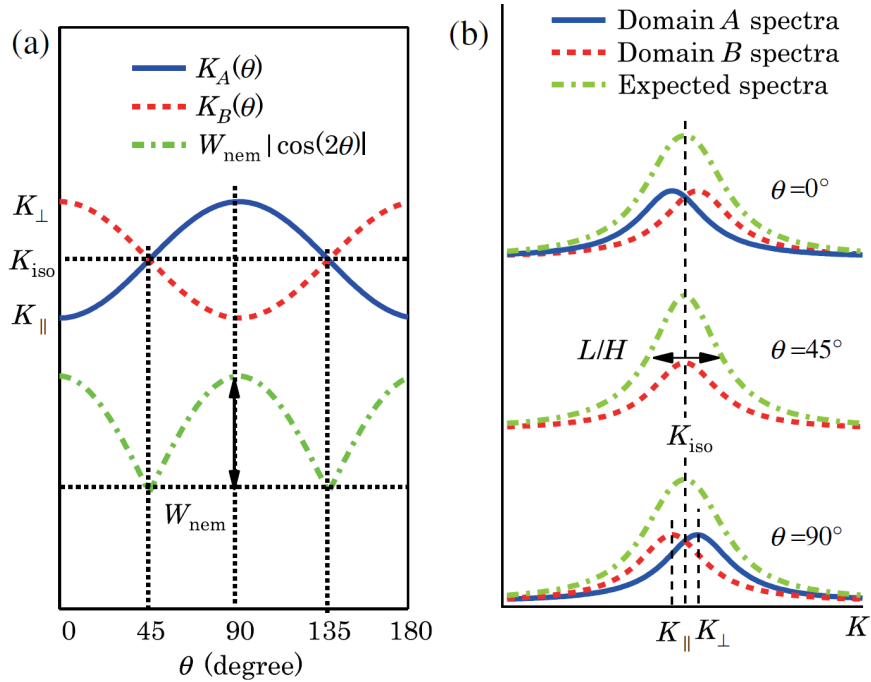 (a)
K_A(θ)
K_B(θ)
W_nem |cos(2θ)|
K_⊥
K_iso
K_∥
W_nem
0 45 90 135 180
θ (degree)
(b)
Domain A spectra
Domain B spectra
Expected spectra
θ=0°
L/H
θ=45°
K_iso
θ=90°
K_∥ K_⊥ K